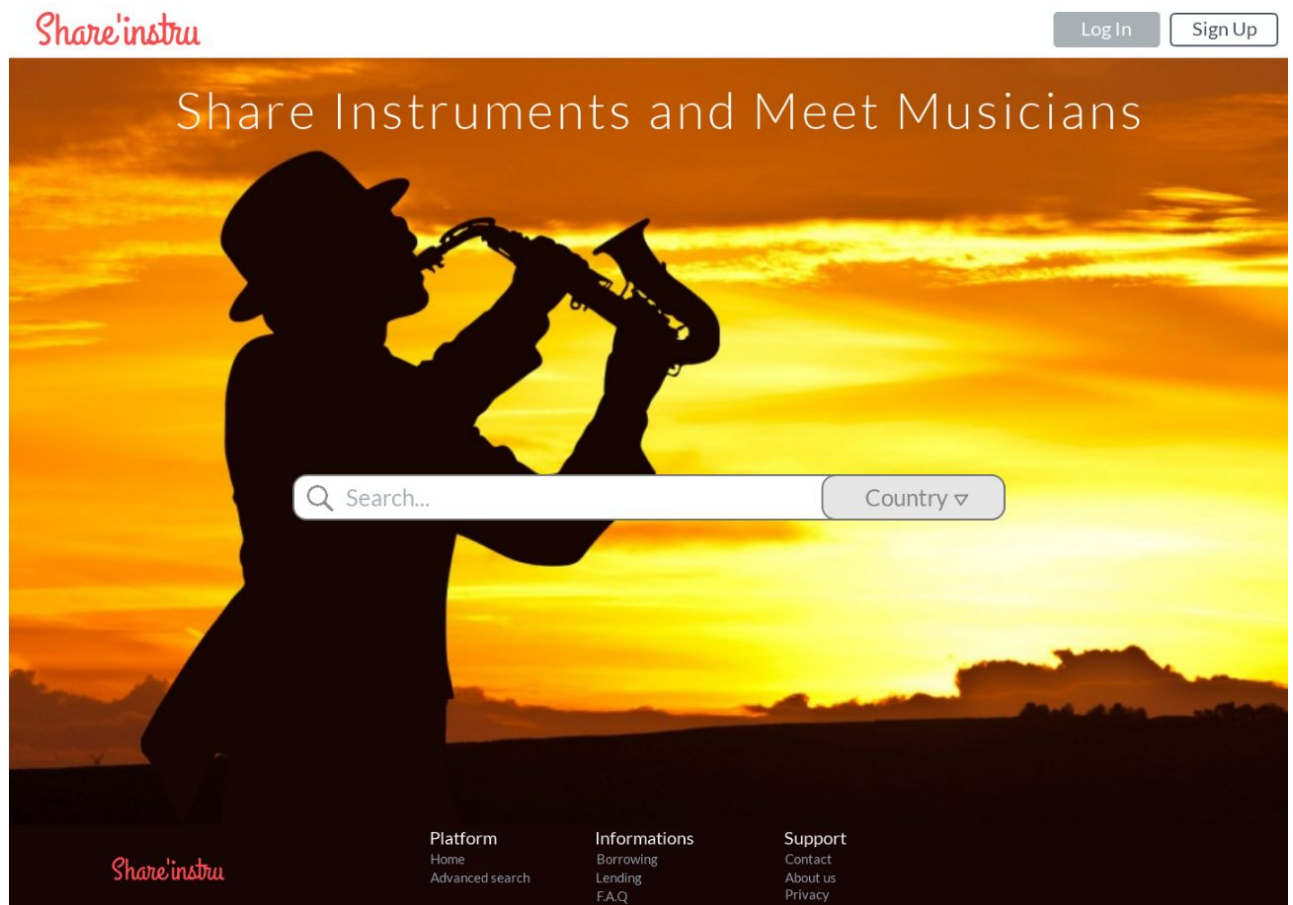 Share'instru
Log In
Sign Up
Share Instruments and Meet Musicians
Search...
Country
Platform
Home
Advanced search
Informations
Borrowing
Lending
F.A.Q
Support
Contact
About us
Privacy
Share'instru